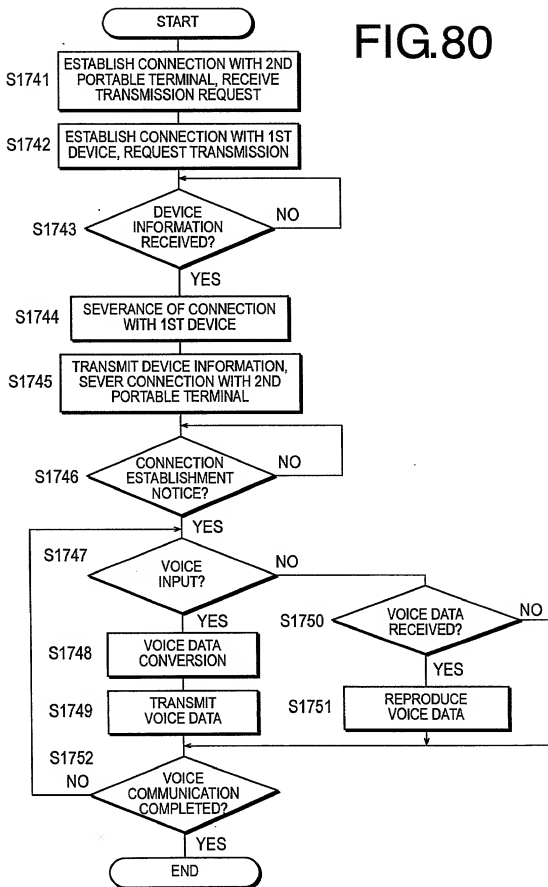 START
FIG.80
S1741
ESTABLISH CONNECTION WITH 2ND
PORTABLE TERMINAL, RECEIVE
TRANSMISSION REQUEST
S1742
ESTABLISH CONNECTION WITH 1ST
DEVICE, REQUEST TRANSMISSION
S1743
DEVICE
INFORMATION
RECEIVED?
NO
YES
S1744
SEVERANCE OF CONNECTION
WITH 1ST DEVICE
S1745
TRANSMIT DEVICE INFORMATION,
SEVER CONNECTION WITH 2ND
PORTABLE TERMINAL
S1746
CONNECTION
ESTABLISHMENT
NOTICE?
NO
YES
S1747
VOICE
INPUT?
NO
YES
S1750
VOICE DATA
RECEIVED?
NO
YES
S1748
VOICE DATA
CONVERSION
S1749
TRANSMIT
VOICE DATA
S1751
REPRODUCE
VOICE DATA
S1752
NO
VOICE
COMMUNICATION
COMPLETED?
YES
END